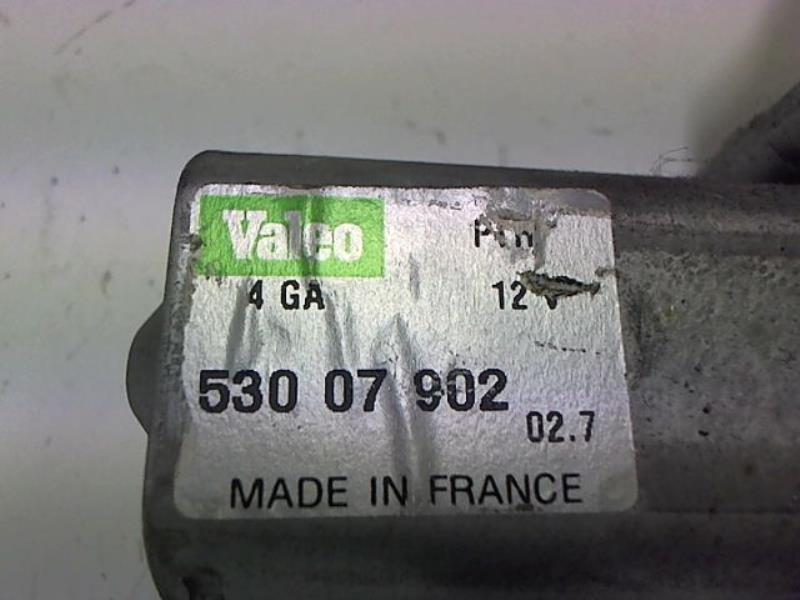 Valeo
4 GA 12 V
530 07 902
02.7
MADE IN FRANCE